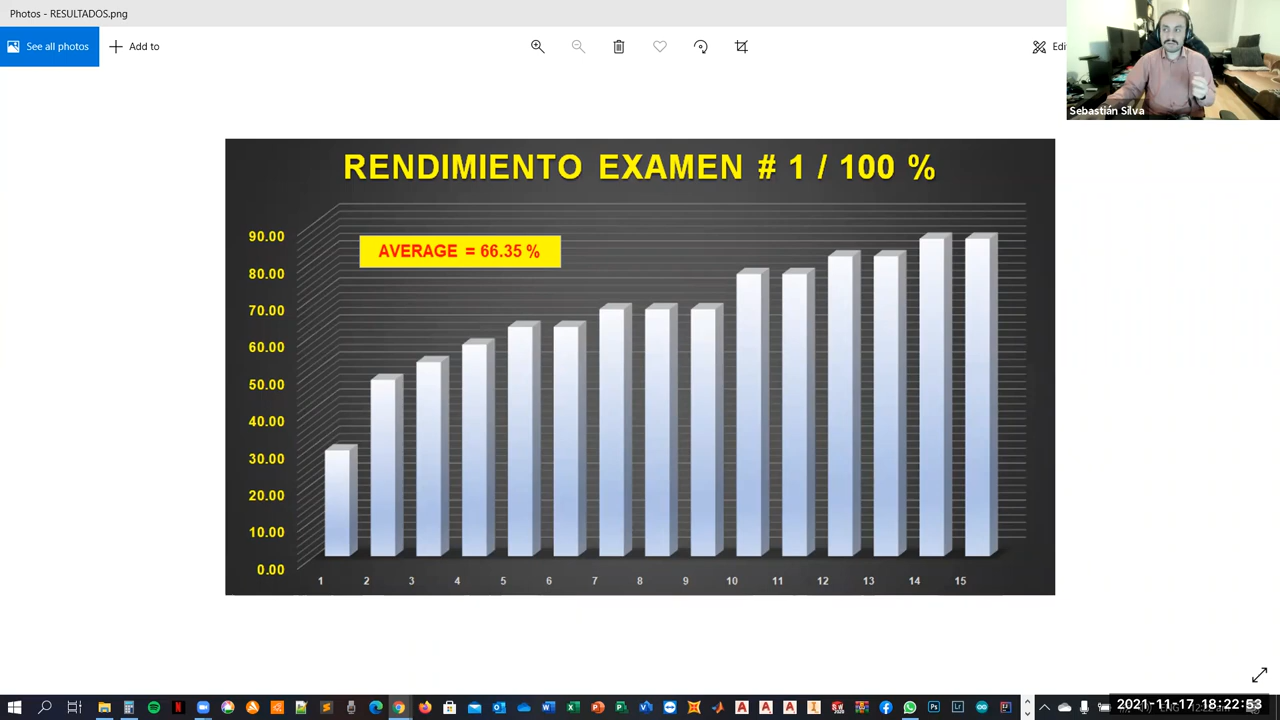 Photos - RESULTADOS.png
See all photos
Add to
Sebastián Silva
RENDIMIENTO EXAMEN # 1 / 100 %
AVERAGE = 66.35 %
90.00
80.00
70.00
60.00
50.00
40.00
30.00
20.00
10.00
0.00
1 2 3 4 5 6 7 8 9 10 11 12 13 14 15
2021-11-17 18:22:53